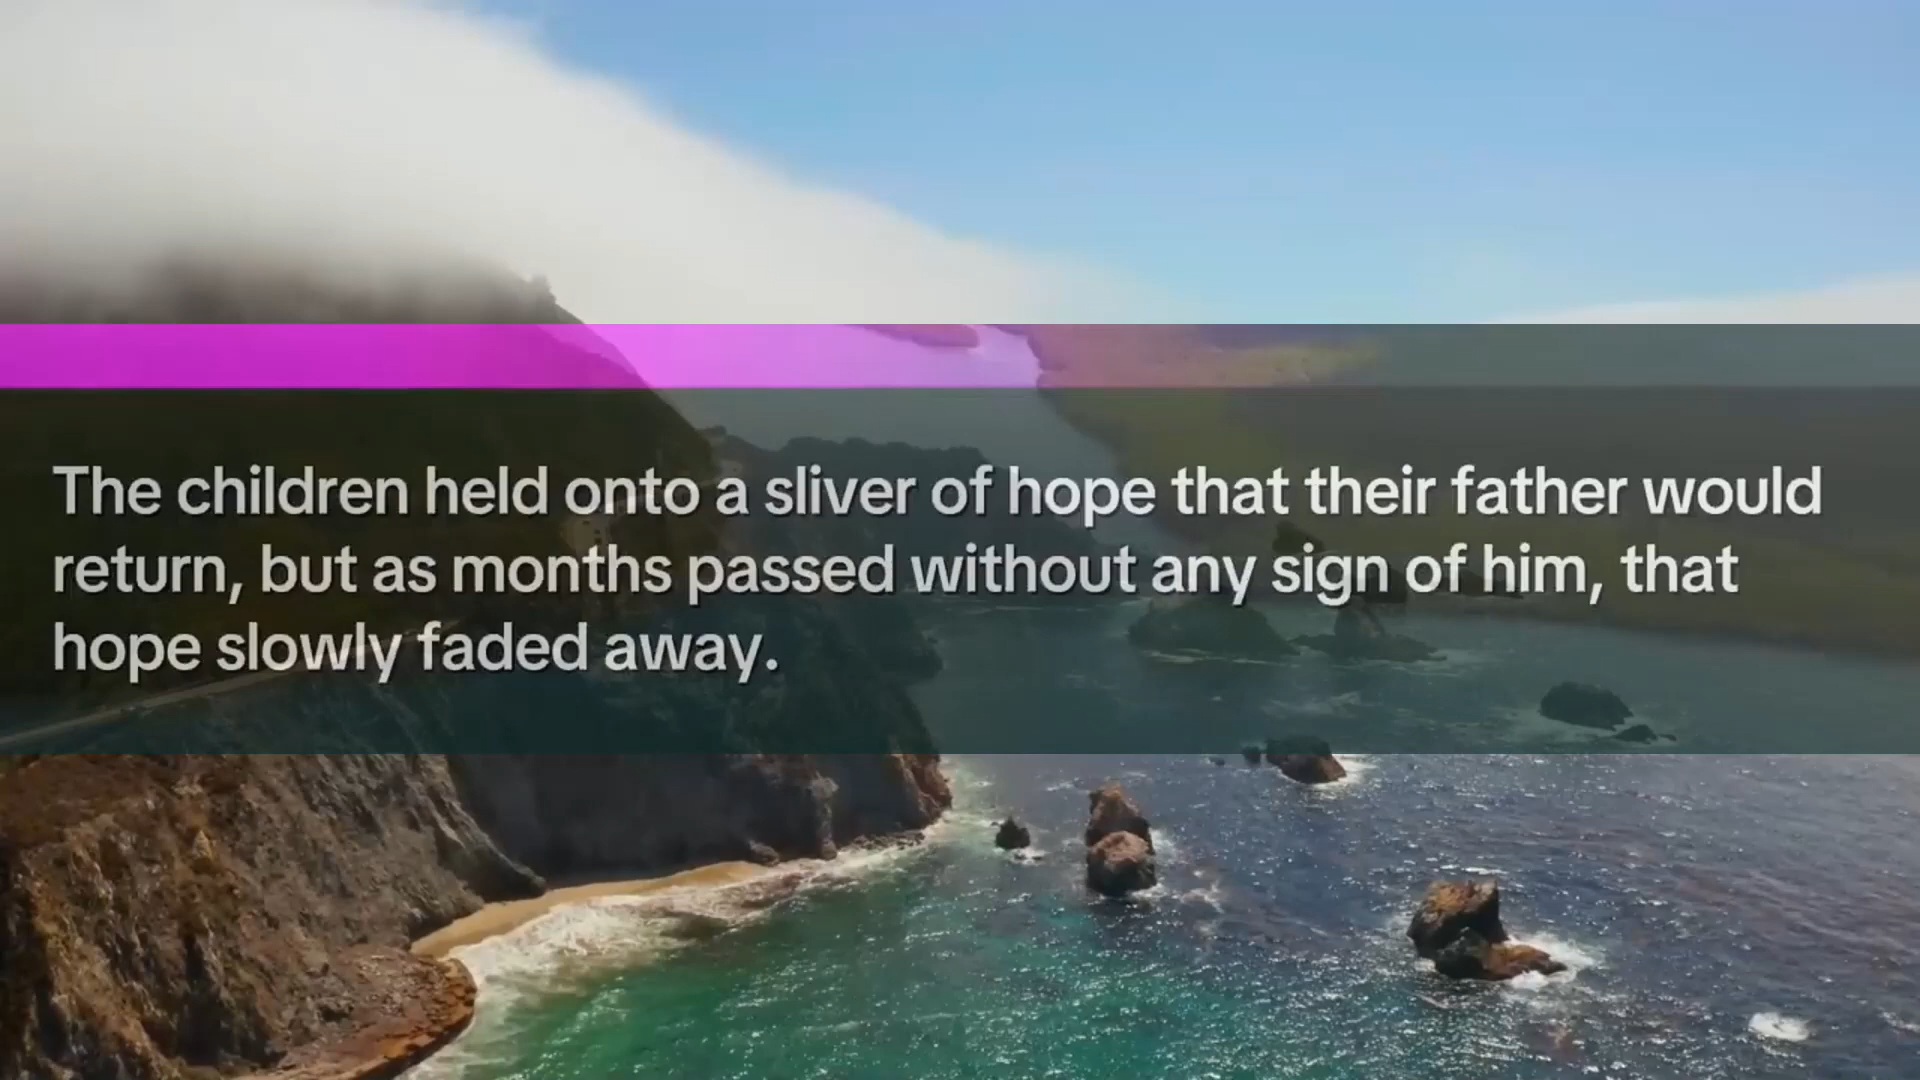 The children held onto a sliver of hope that their father would
return, but as months passed without any sign of him, that
hope slowly faded away.